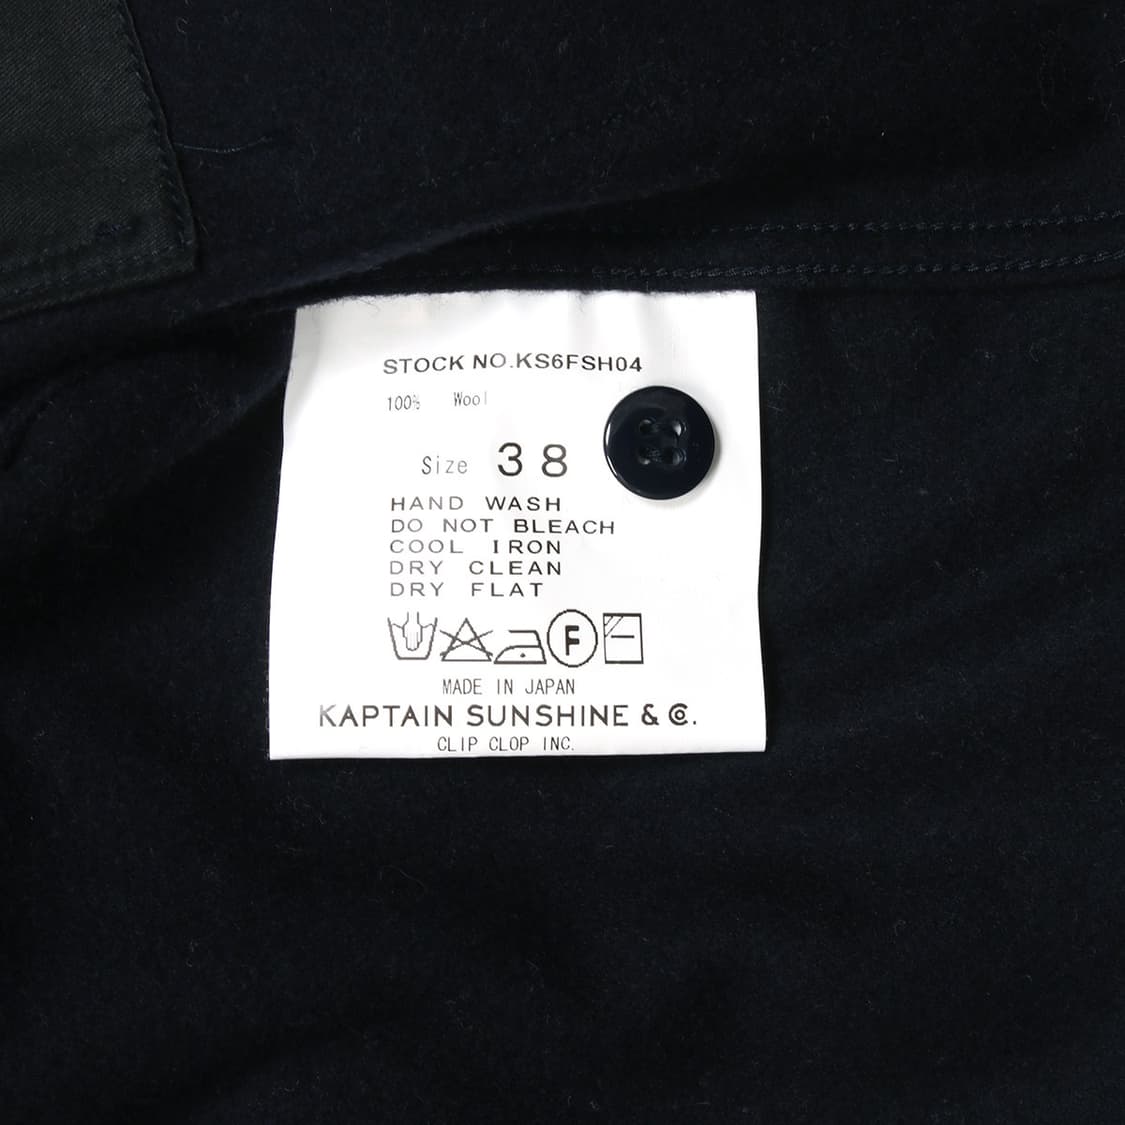 STOCK NO.KS6FSH04
100% Wool
Size 38
HAND WASH
DO NOT BLEACH
COOL IRON
DRY CLEAN
DRY FLAT
F
MADE IN JAPAN
KAPTAIN SUNSHINE & Co.
CLIP CLOP INC.